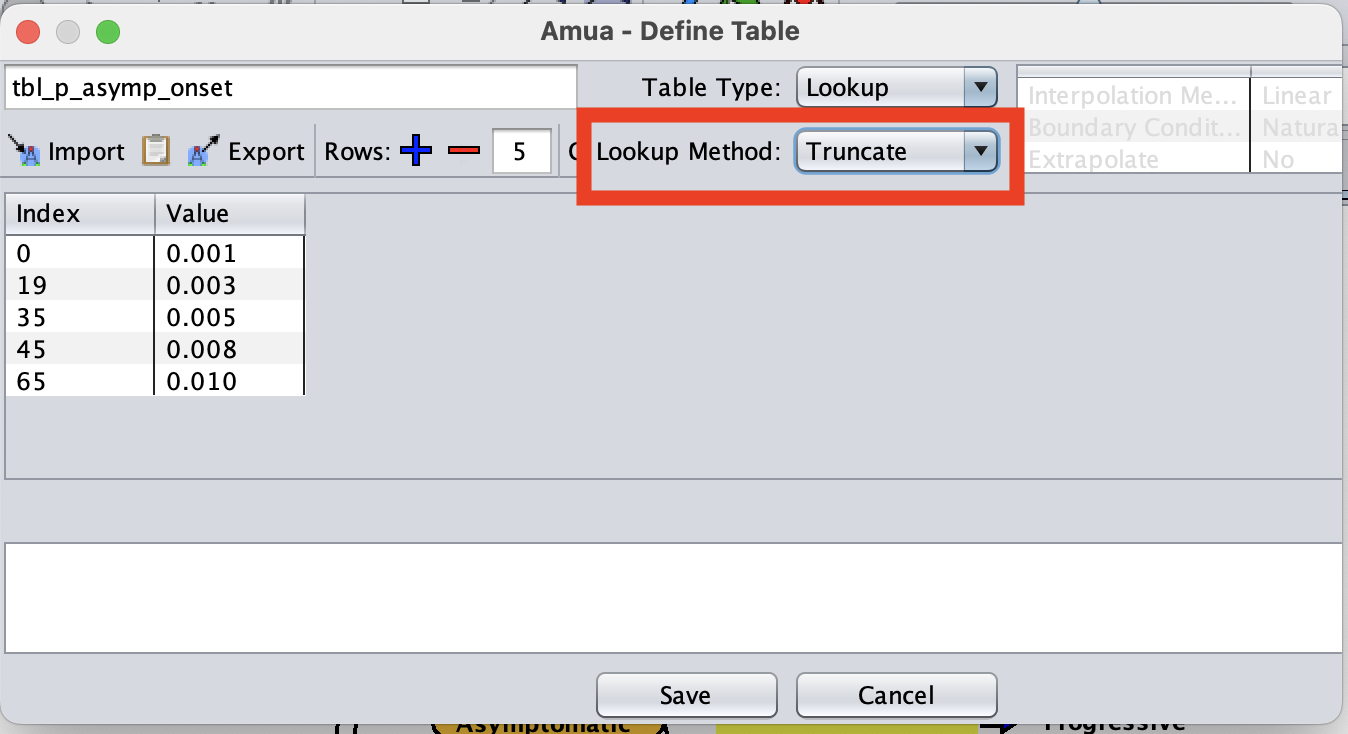 Amua - Define Table
tbl_p_asymp_onset
Table Type: Lookup
Import Export Rows: 5
Lookup Method: Truncate
Interpolation Me... Linear
Boundary Condit... Natura
Extrapolate No
Index Value
0 0.001
19 0.003
35 0.005
45 0.008
65 0.010
Save Cancel
Asymptomatic Progressive